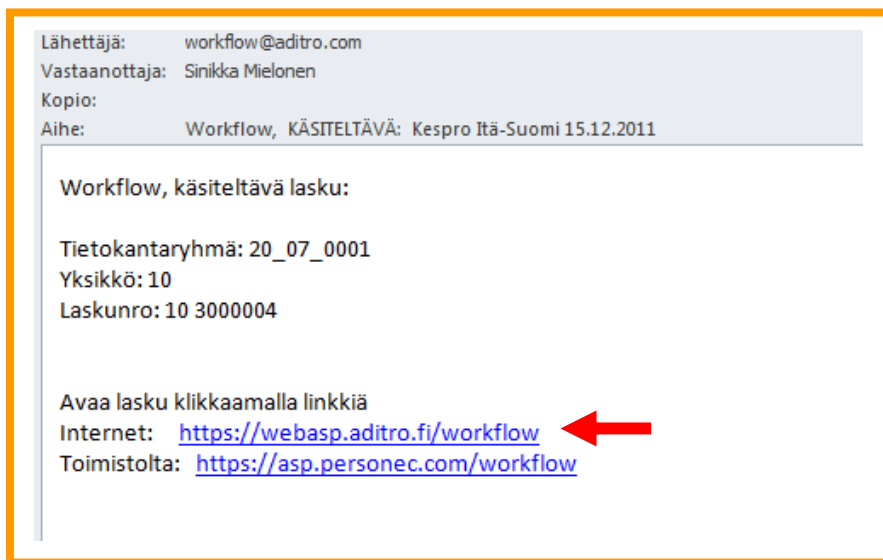 Lähettäjä: workflow@aditro.com
Vastaanottaja: Sinikka Mielonen
Kopio:
Aihe: Workflow, KÄSITELTÄVÄ: Kespro Itä-Suomi 15.12.2011
Workflow, käsiteltävä lasku:
Tietokantaryhmä: 20_07_0001
Yksikkö: 10
Laskunro: 10 3000004
Avaa lasku klikkaamalla linkkiä
Internet: https://webasp.aditro.fi/workflow
Toimistolta: https://asp.personec.com/workflow